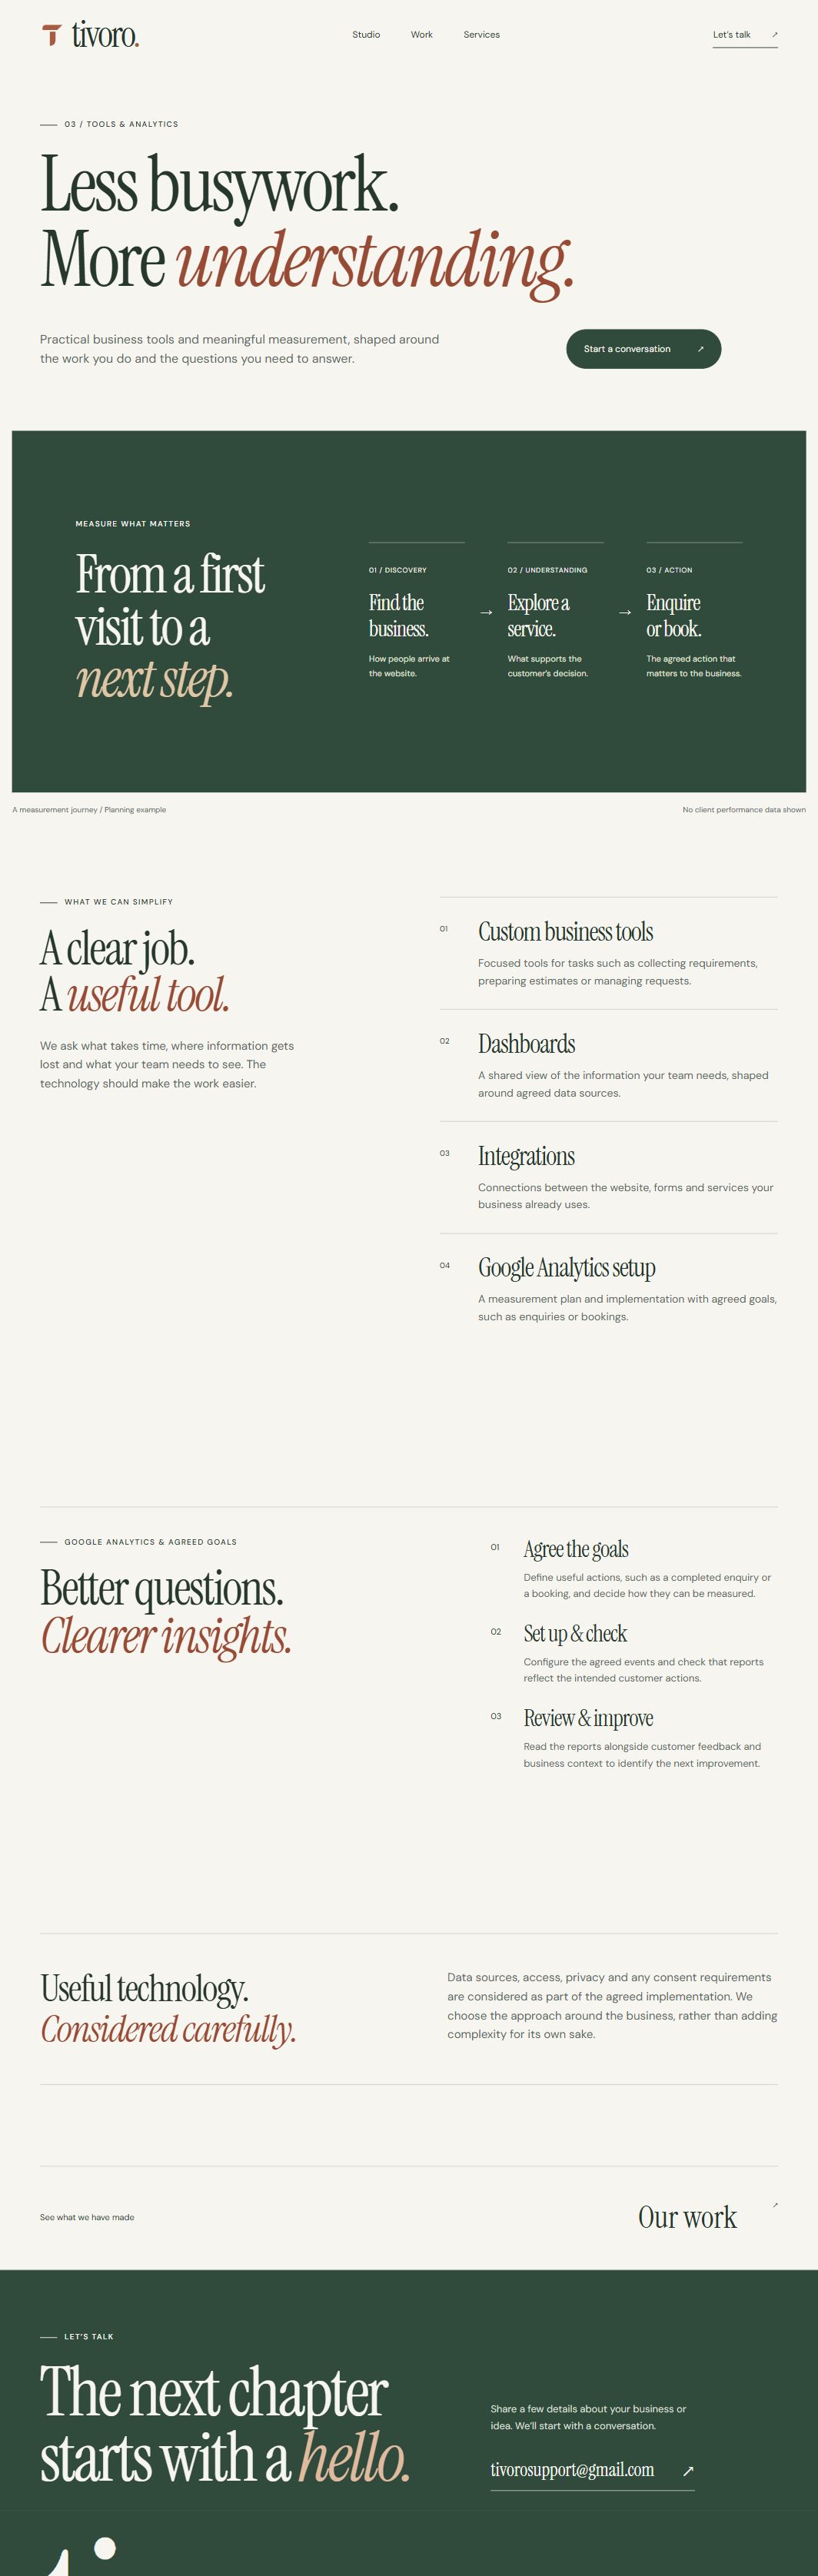 tivoro.
Studio
Work
Services
Let's talk ↗
03 / TOOLS & ANALYTICS
Less busywork.
More understanding.
Practical business tools and meaningful measurement, shaped around
the work you do and the questions you need to answer.
Start a conversation ↗
MEASURE WHAT MATTERS
From a first
visit to a
next step.
01 / DISCOVERY
Find the
business.
How people arrive at
the website.
→
02 / UNDERSTANDING
Explore a
service.
What supports the
customer's decision.
→
03 / ACTION
Enquire
or book.
The agreed action that
matters to the business.
A measurement journey / Planning example
No client performance data shown
WHAT WE CAN SIMPLIFY
A clear job.
A useful tool.
We ask what takes time, where information gets
lost and what your team needs to see. The
technology should make the work easier.
01
Custom business tools
Focused tools for tasks such as collecting requirements,
preparing estimates or managing requests.
02
Dashboards
A shared view of the information your team needs, shaped
around agreed data sources.
03
Integrations
Connections between the website, forms and services your
business already uses.
04
Google Analytics setup
A measurement plan and implementation with agreed goals,
such as enquiries or bookings.
GOOGLE ANALYTICS & AGREED GOALS
Better questions.
Clearer insights.
01
Agree the goals
Define useful actions, such as a completed enquiry or
a booking, and decide how they can be measured.
02
Set up & check
Configure the agreed events and check that reports
reflect the intended customer actions.
03
Review & improve
Read the reports alongside customer feedback and
business context to identify the next improvement.
Useful technology.
Considered carefully.
Data sources, access, privacy and any consent requirements
are considered as part of the agreed implementation. We
choose the approach around the business, rather than adding
complexity for its own sake.
See what we have made
Our work ↗
LET'S TALK
The next chapter
starts with a hello.
Share a few details about your business or
idea. We'll start with a conversation.
tivorosupport@gmail.com ↗